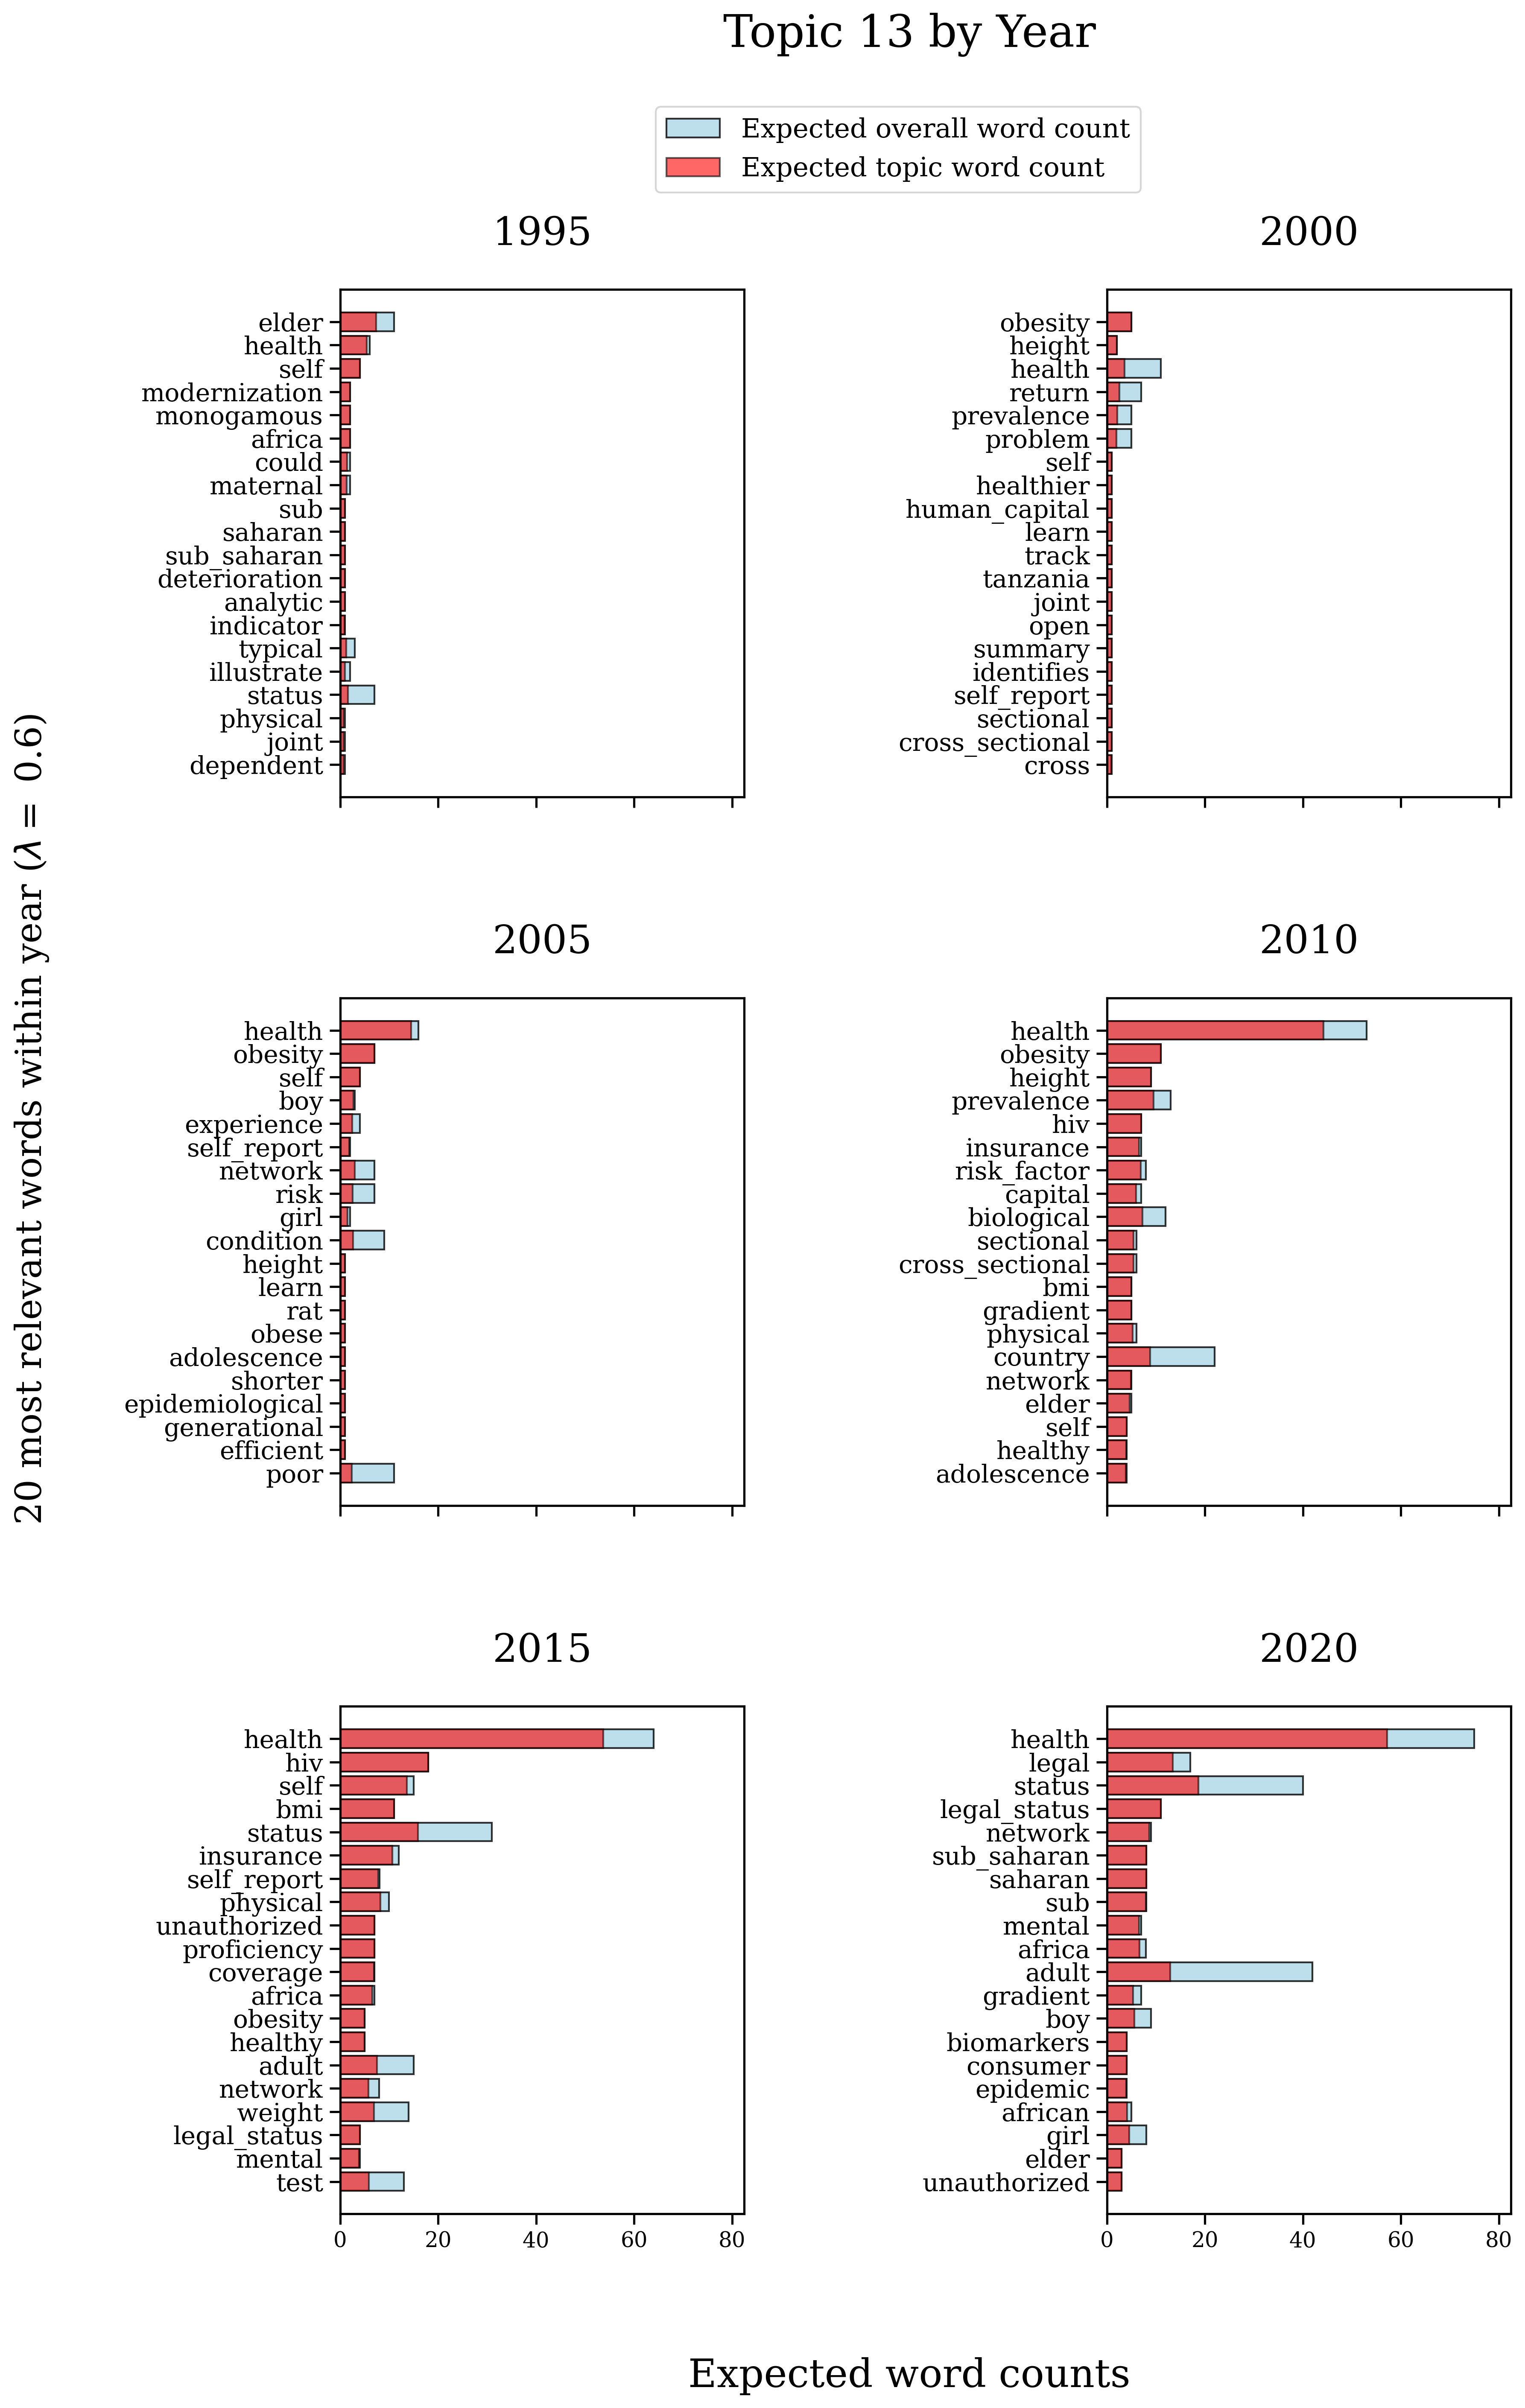 Topic 13 by Year
Expected overall word count
Expected topic word count
20 most relevant words within year (λ = 0.6)
1995
elder
health
self
modernization
monogamous
africa
could
maternal
sub
saharan
sub_saharan
deterioration
analytic
indicator
typical
illustrate
status
physical
joint
dependent
2000
obesity
height
health
return
prevalence
problem
self
healthier
human_capital
learn
track
tanzania
joint
open
summary
identifies
self_report
sectional
cross_sectional
cross
2005
health
obesity
self
boy
experience
self_report
network
risk
girl
condition
height
learn
rat
obese
adolescence
shorter
epidemiological
generational
efficient
poor
2010
health
obesity
height
prevalence
hiv
insurance
risk_factor
capital
biological
sectional
cross_sectional
bmi
gradient
physical
country
network
elder
self
healthy
adolescence
2015
health
hiv
self
bmi
status
insurance
self_report
physical
unauthorized
proficiency
coverage
africa
obesity
healthy
adult
network
weight
legal_status
mental
test
0 20 40 60 80
2020
health
legal
status
legal_status
network
sub_saharan
saharan
sub
mental
africa
adult
gradient
boy
biomarkers
consumer
epidemic
african
girl
elder
unauthorized
0 20 40 60 80
Expected word counts